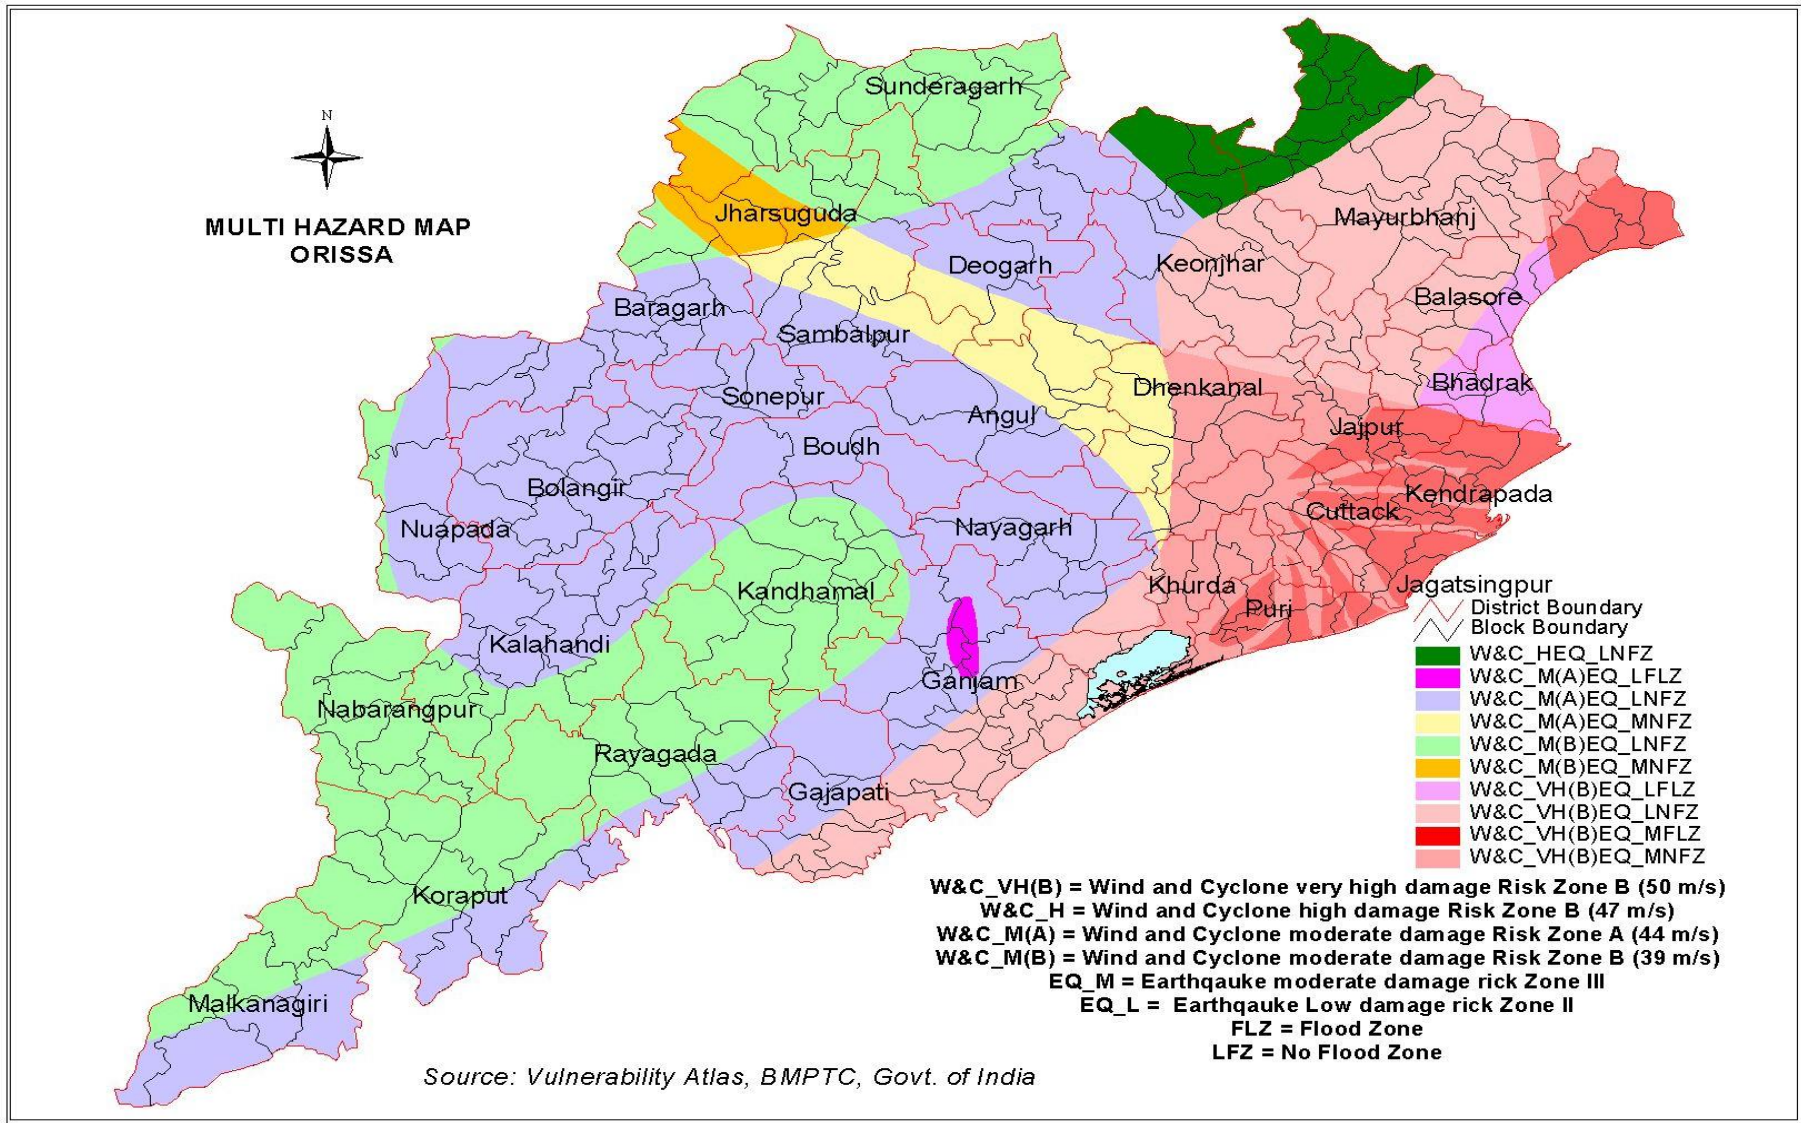 N
MULTI HAZARD MAP
ORISSA
Sunderagarh
Jharsuguda
Mayurbhanj
Deogarh
Keonjhar
Baragarh
Balasore
Sambalpur
Sonepur
Dhenkanal
Bhadrak
Angul
Jajpur
Boudh
Bolangir
Kendrapada
Cuttack
Nuapada
Nayagarh
Kandhamal
Khurda
Jagatsingpur
Puri
Kalahandi
Ganjam
Nabarangpur
Rayagada
Gajapati
Koraput
Malkanagiri
District Boundary
Block Boundary
W&C_HEQ_LNFZ
W&C_M(A)EQ_LFLZ
W&C_M(A)EQ_LNFZ
W&C_M(A)EQ_MNFZ
W&C_M(B)EQ_LNFZ
W&C_M(B)EQ_MNFZ
W&C_VH(B)EQ_LFLZ
W&C_VH(B)EQ_LNFZ
W&C_VH(B)EQ_MFLZ
W&C_VH(B)EQ_MNFZ
W&C_VH(B) = Wind and Cyclone very high damage Risk Zone B (50 m/s)
W&C_H = Wind and Cyclone high damage Risk Zone B (47 m/s)
W&C_M(A) = Wind and Cyclone moderate damage Risk Zone A (44 m/s)
W&C_M(B) = Wind and Cyclone moderate damage Risk Zone B (39 m/s)
EQ_M = Earthqauke moderate damage rick Zone III
EQ_L = Earthqauke Low damage rick Zone II
FLZ = Flood Zone
LFZ = No Flood Zone
Source: Vulnerability Atlas, BMPTC, Govt. of India